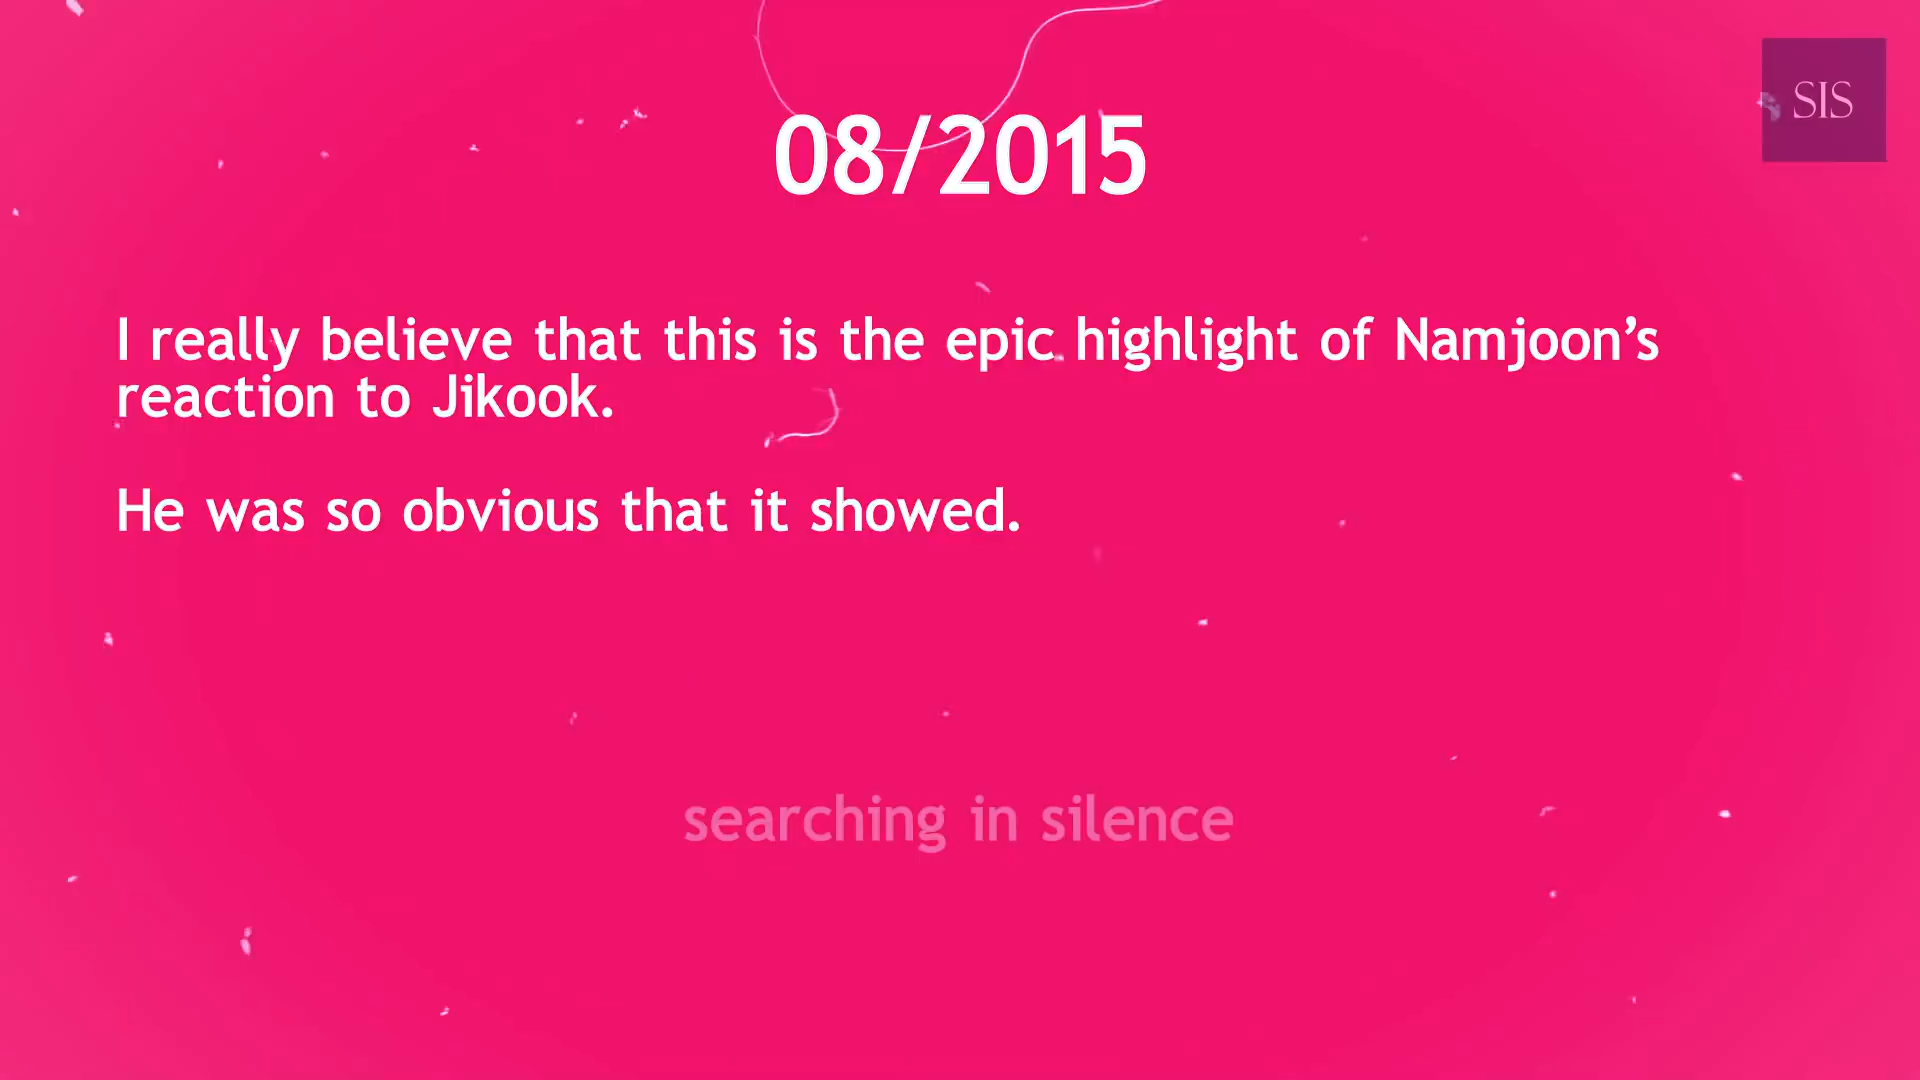 SIS
08/2015
I really believe that this is the epic highlight of Namjoon’s
reaction to Jikook.
He was so obvious that it showed.
searching in silence